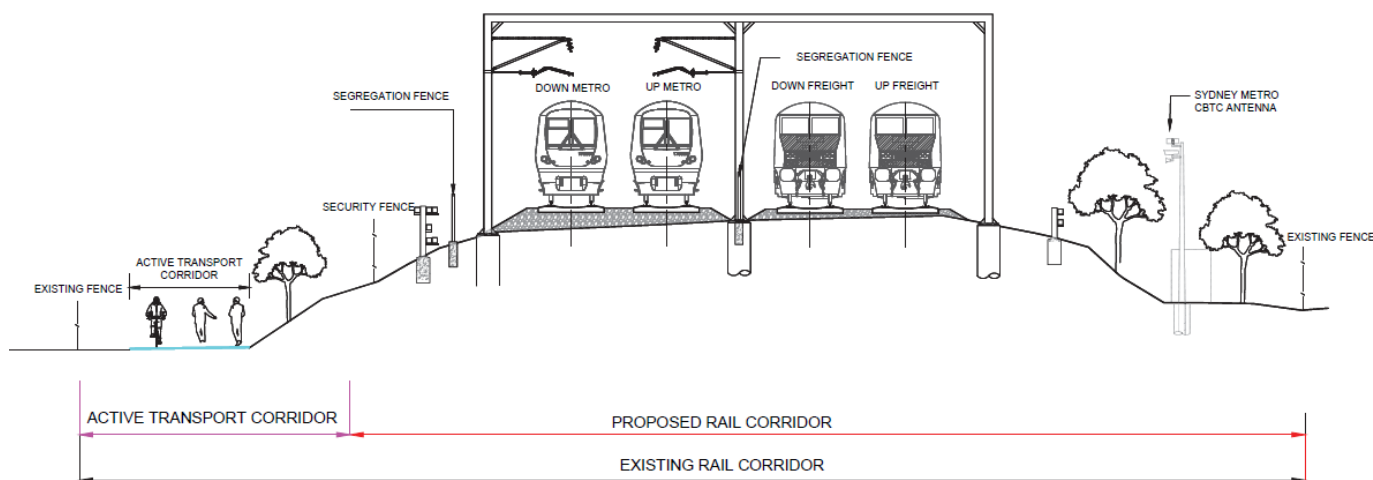 SEGREGATION FENCE
DOWN METRO
UP METRO
DOWN FREIGHT
UP FREIGHT
SEGREGATION FENCE
SYDNEY METRO
CBTC ANTENNA
SECURITY FENCE
EXISTING FENCE
ACTIVE TRANSPORT
CORRIDOR
EXISTING FENCE
ACTIVE TRANSPORT CORRIDOR
PROPOSED RAIL CORRIDOR
EXISTING RAIL CORRIDOR